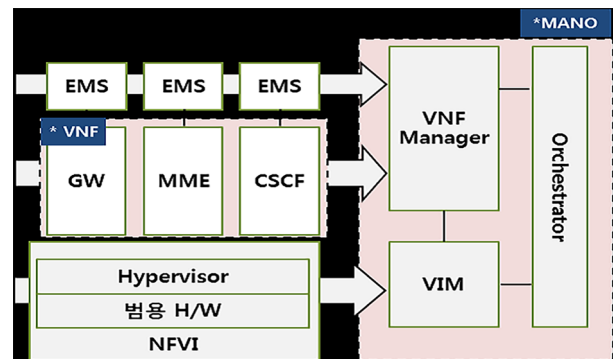 *MANO
EMS EMS EMS
* VNF
GW MME CSCF
VNF
Manager
Orchestrator
Hypervisor
범용 H/W
NFVI
VIM